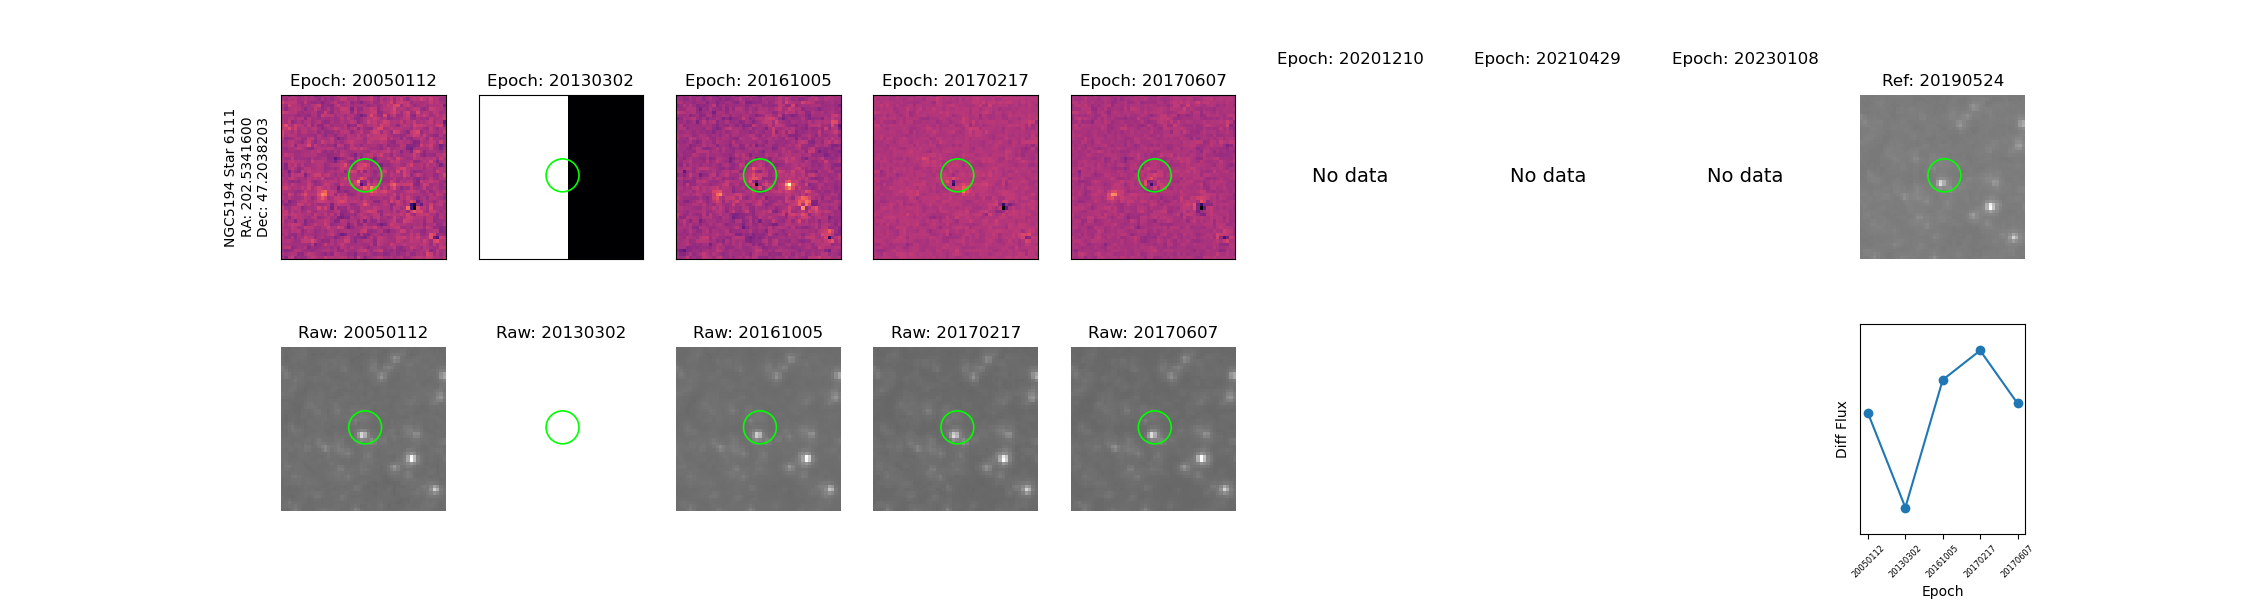 NGC5194 Star 6111
RA: 202.5341600
Dec: 47.2038203
Epoch: 20050112
Epoch: 20130302
Epoch: 20161005
Epoch: 20170217
Epoch: 20170607
Epoch: 20201210
Epoch: 20210429
Epoch: 20230108
Ref: 20190524
No data
No data
No data
Raw: 20050112
Raw: 20130302
Raw: 20161005
Raw: 20170217
Raw: 20170607
Diff Flux
20050112
20130302
20161005
20170217
20170607
Epoch